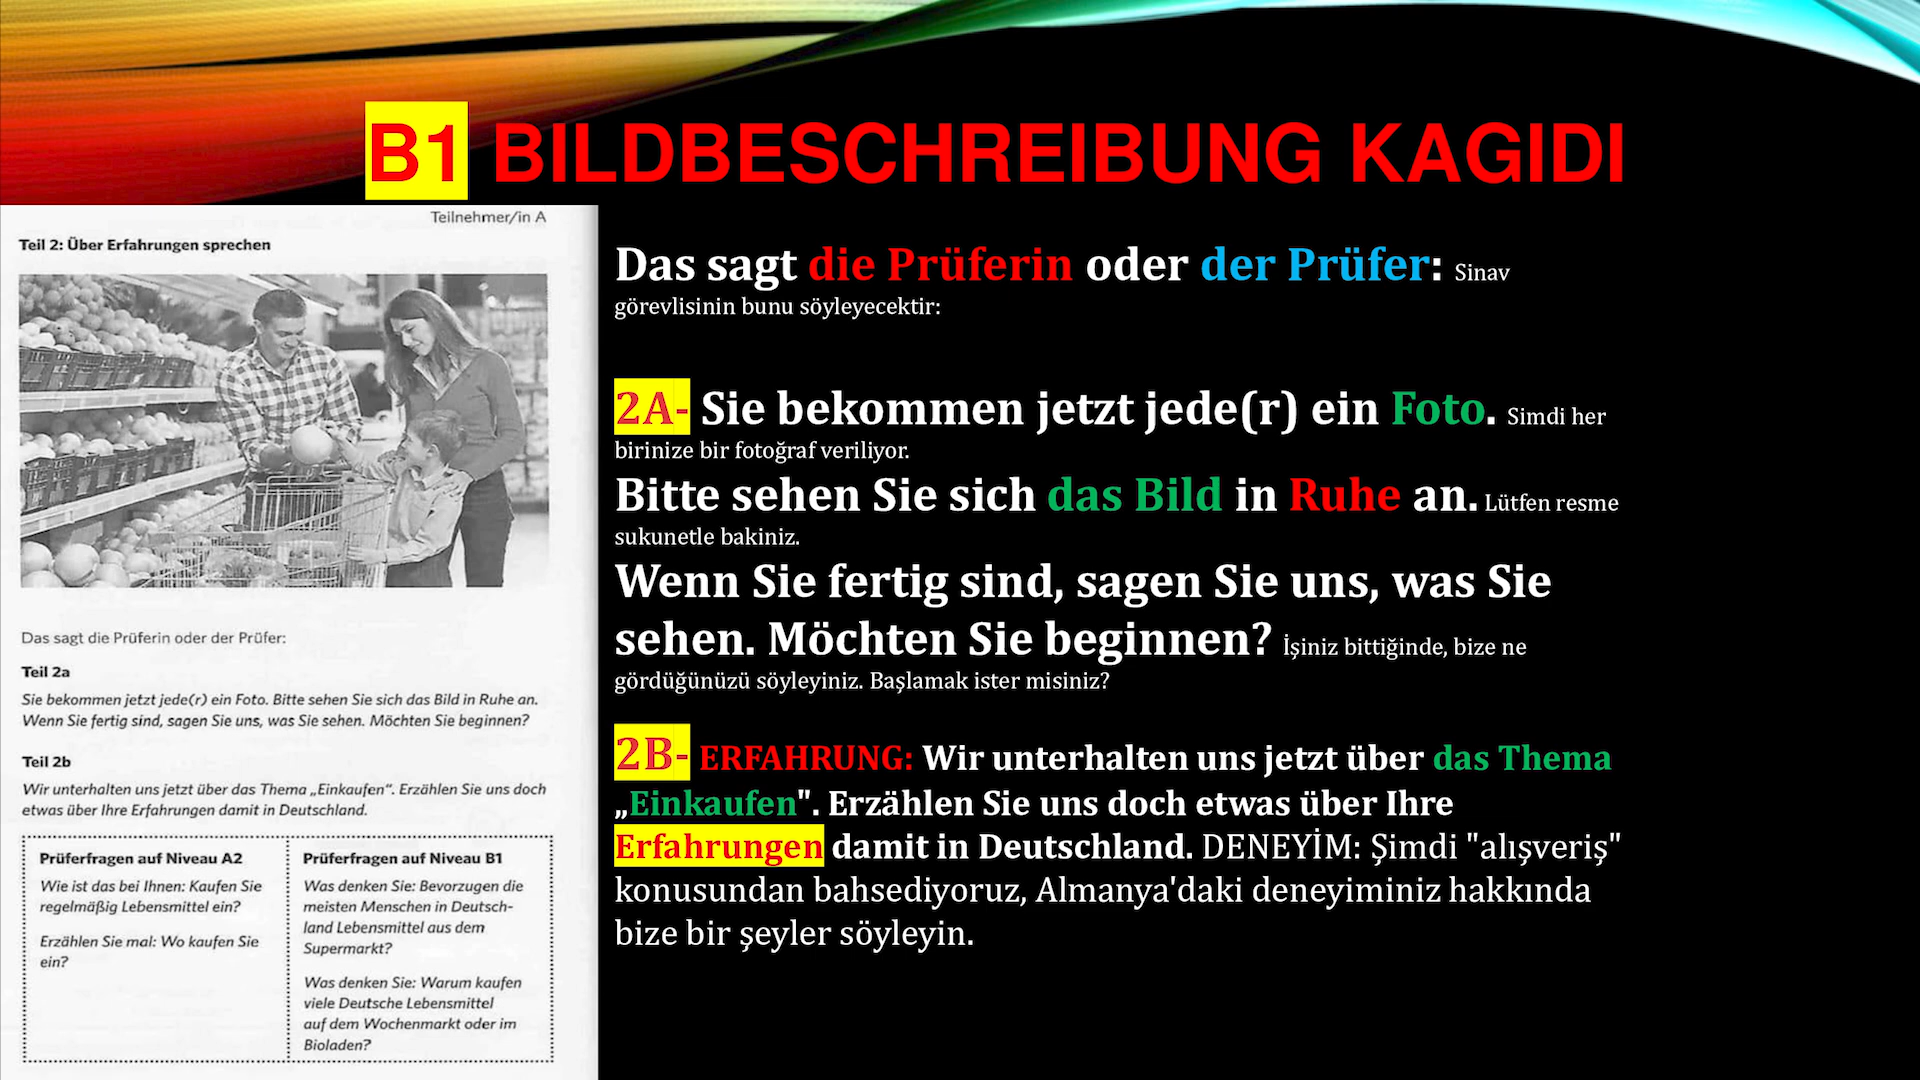 B1 BILDBESCHREIBUNG KAGIDI
Teilnehmer/in A
Teil 2: Über Erfahrungen sprechen
Das sagt die Prüferin oder der Prüfer:
Teil 2a
Sie bekommen jetzt jede(r) ein Foto. Bitte sehen Sie sich das Bild in Ruhe an.
Wenn Sie fertig sind, sagen Sie uns, was Sie sehen. Möchten Sie beginnen?
Teil 2b
Wir unterhalten uns jetzt über das Thema „Einkaufen“. Erzählen Sie uns doch
etwas über Ihre Erfahrungen damit in Deutschland.
Prüferfragen auf Niveau A2
Wie ist das bei Ihnen: Kaufen Sie
regelmäßig Lebensmittel ein?
Erzählen Sie mal: Wo kaufen Sie
ein?
Prüferfragen auf Niveau B1
Was denken Sie: Bevorzugen die
meisten Menschen in Deutsch-
land Lebensmittel aus dem
Supermarkt?
Was denken Sie: Warum kaufen
viele Deutsche Lebensmittel
auf dem Wochenmarkt oder im
Bioladen?
Das sagt die Prüferin oder der Prüfer: Sinav
görevlisinin bunu söyleyecektir:
2A- Sie bekommen jetzt jede(r) ein Foto. Simdi her
birinize bir fotoğraf veriliyor.
Bitte sehen Sie sich das Bild in Ruhe an. Lütfen resme
sukunetle bakiniz.
Wenn Sie fertig sind, sagen Sie uns, was Sie
sehen. Möchten Sie beginnen? İşiniz bittiğinde, bize ne
gördüğünüzü söyleyiniz. Başlamak ister misiniz?
2B- ERFAHRUNG: Wir unterhalten uns jetzt über das Thema
„Einkaufen". Erzählen Sie uns doch etwas über Ihre
Erfahrungen damit in Deutschland. DENEYİM: Şimdi "alışveriş"
konusundan bahsediyoruz, Almanya'daki deneyiminiz hakkında
bize bir şeyler söyleyin.